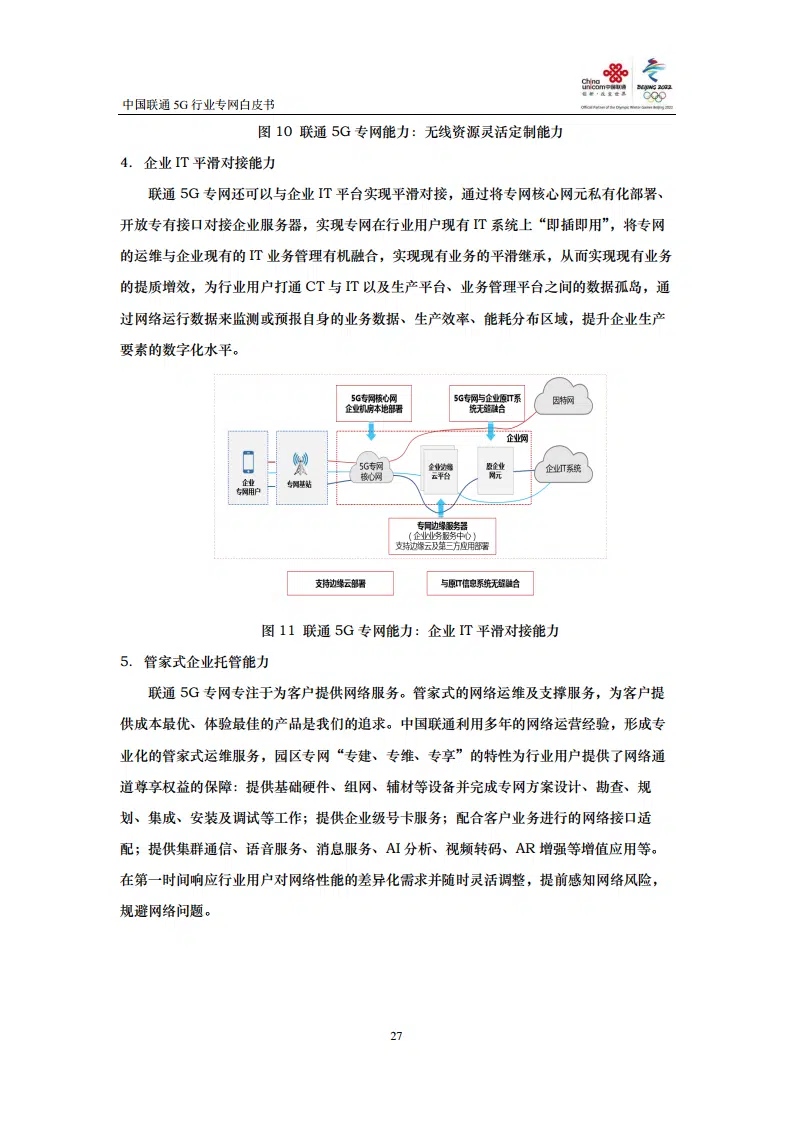 China
unicom中国联通
创新·改变世界
BEIJING 2022
Official Partner of the Olympic Winter Games Beijing 2022
中国联通 5G 行业专网白皮书
图 10 联通 5G 专网能力：无线资源灵活定制能力
4. 企业 IT 平滑对接能力
联通 5G 专网还可以与企业 IT 平台实现平滑对接，通过将专网核心网元私有化部署、
开放专有接口对接企业服务器，实现专网在行业用户现有 IT 系统上“即插即用”，将专网
的运维与企业现有的 IT 业务管理有机融合，实现现有业务的平滑继承，从而实现现有业务
的提质增效，为行业用户打通 CT 与 IT 以及生产平台、业务管理平台之间的数据孤岛，通
过网络运行数据来监测或预报自身的业务数据、生产效率、能耗分布区域，提升企业生产
要素的数字化水平。
5G专网核心网
企业机房本地部署
5G专网与企业原IT系
统无缝融合
因特网
企业网
企业
专网用户
专网基站
5G专网
核心网
企业边缘
云平台
原企业
网元
企业IT系统
专网边缘服务器
（企业业务服务中心）
支持边缘云及第三方应用部署
支持边缘云部署
与原IT信息系统无缝融合
图 11 联通 5G 专网能力：企业 IT 平滑对接能力
5. 管家式企业托管能力
联通 5G 专网专注于为客户提供网络服务。管家式的网络运维及支撑服务，为客户提
供成本最优、体验最佳的产品是我们的追求。中国联通利用多年的网络运营经验，形成专
业化的管家式运维服务，园区专网“专建、专维、专享”的特性为行业用户提供了网络通
道尊享权益的保障：提供基础硬件、组网、辅材等设备并完成专网方案设计、勘查、规
划、集成、安装及调试等工作；提供企业级号卡服务；配合客户业务进行的网络接口适
配；提供集群通信、语音服务、消息服务、AI 分析、视频转码、AR 增强等增值应用等。
在第一时间响应行业用户对网络性能的差异化需求并随时灵活调整，提前感知网络风险，
规避网络问题。
27